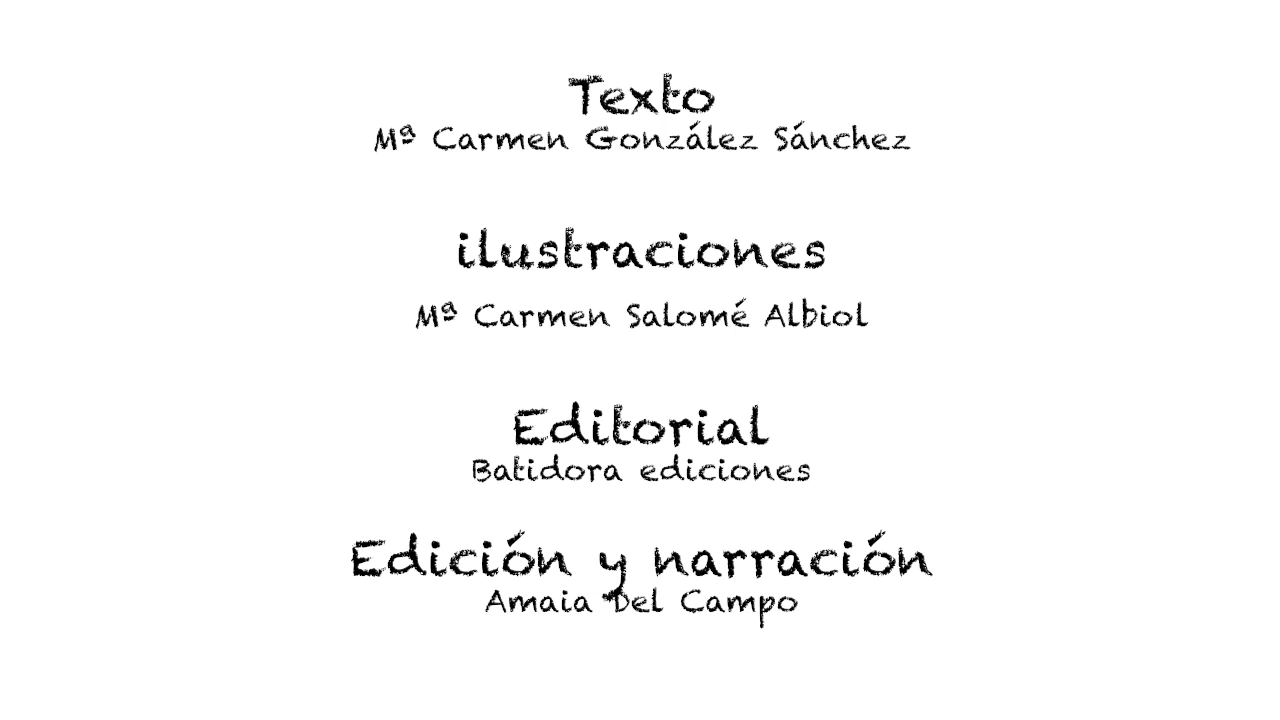 Texto
Mª Carmen González Sánchez
ilustraciones
Mª Carmen Salomé Albiol
Editorial
Batidora ediciones
Edición y narración
Amaia Del Campo